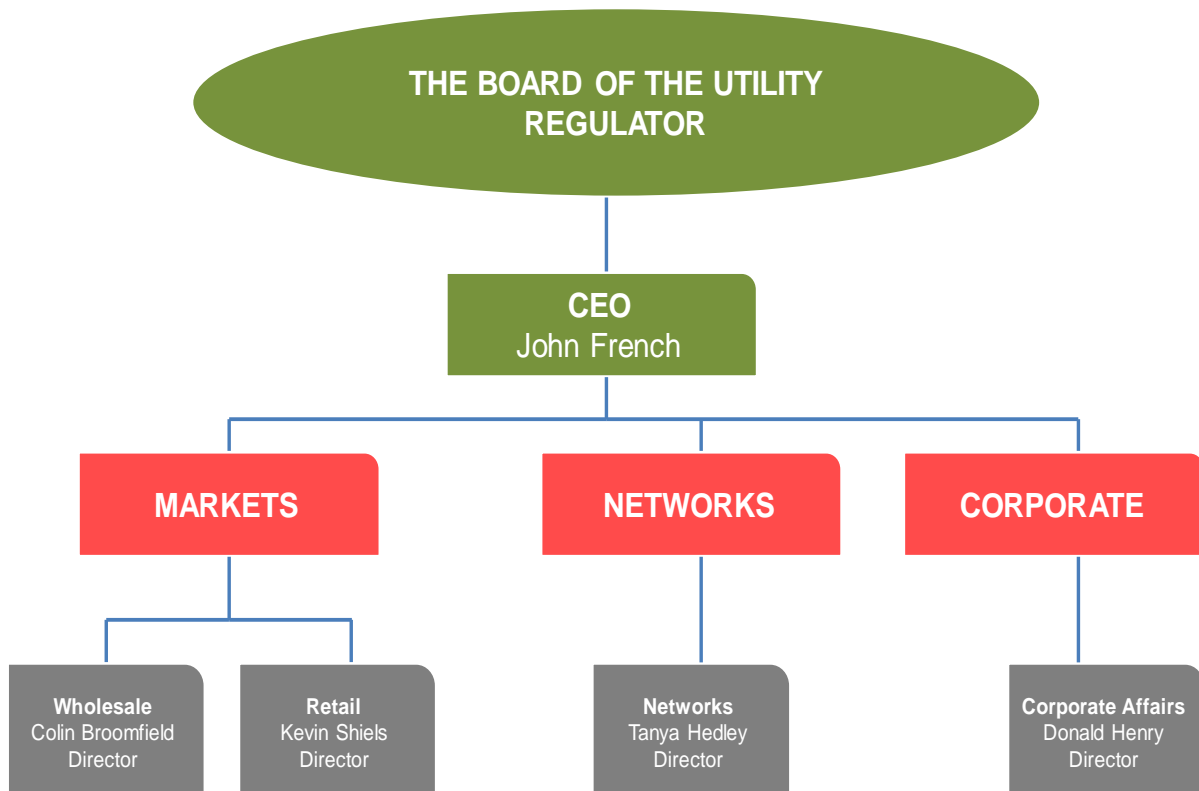 THE BOARD OF THE UTILITY
REGULATOR
CEO
John French
MARKETS
NETWORKS
CORPORATE
Wholesale
Colin Broomfield
Director
Retail
Kevin Shiels
Director
Networks
Tanya Hedley
Director
Corporate Affairs
Donald Henry
Director